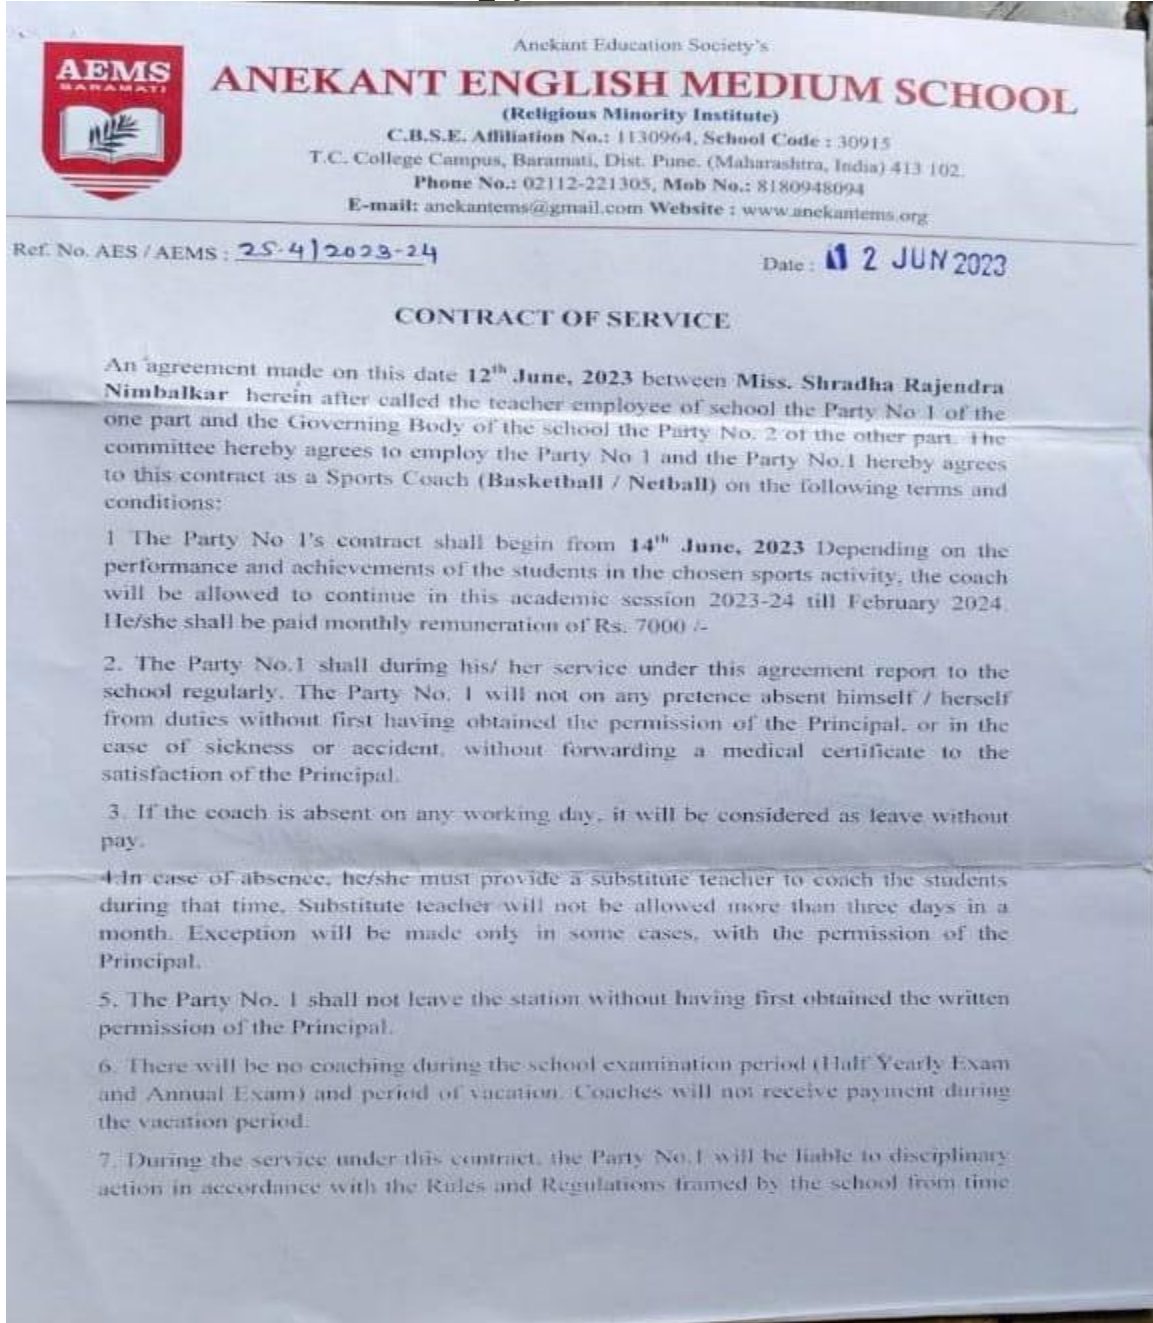 Anekant Education Society's
AEMS
BARAMATI
ANEKANT ENGLISH MEDIUM SCHOOL
(Religious Minority Institute)
C.B.S.E. Affiliation No.: 1130964, School Code : 30915
T.C. College Campus, Baramati, Dist. Pune. (Maharashtra, India) 413 102.
Phone No.: 02112-221305, Mob No.: 8180948094
E-mail: anekantems@gmail.com Website : www.anekantems.org
Ref. No. AES / AEMS : 25-4/2023-24
Date : 12 JUN 2023
CONTRACT OF SERVICE
An agreement made on this date 12th June, 2023 between Miss. Shradha Rajendra
Nimbalkar herein after called the teacher employee of school the Party No 1 of the
one part and the Governing Body of the school the Party No. 2 of the other part. The
committee hereby agrees to employ the Party No 1 and the Party No.1 hereby agrees
to this contract as a Sports Coach (Basketball / Netball) on the following terms and
conditions:
1 The Party No 1's contract shall begin from 14th June, 2023 Depending on the
performance and achievements of the students in the chosen sports activity, the coach
will be allowed to continue in this academic session 2023-24 till February 2024.
He/she shall be paid monthly remuneration of Rs. 7000 /-
2. The Party No.1 shall during his/ her service under this agreement report to the
school regularly. The Party No. 1 will not on any pretence absent himself / herself
from duties without first having obtained the permission of the Principal, or in the
case of sickness or accident, without forwarding a medical certificate to the
satisfaction of the Principal.
3. If the coach is absent on any working day, it will be considered as leave without
pay.
4.In case of absence, he/she must provide a substitute teacher to coach the students
during that time. Substitute teacher will not be allowed more than three days in a
month. Exception will be made only in some cases, with the permission of the
Principal.
5. The Party No. 1 shall not leave the station without having first obtained the written
permission of the Principal.
6. There will be no coaching during the school examination period (Half Yearly Exam
and Annual Exam) and period of vacation. Coaches will not receive payment during
the vacation period.
7. During the service under this contract, the Party No.1 will be liable to disciplinary
action in accordance with the Rules and Regulations framed by the school from time